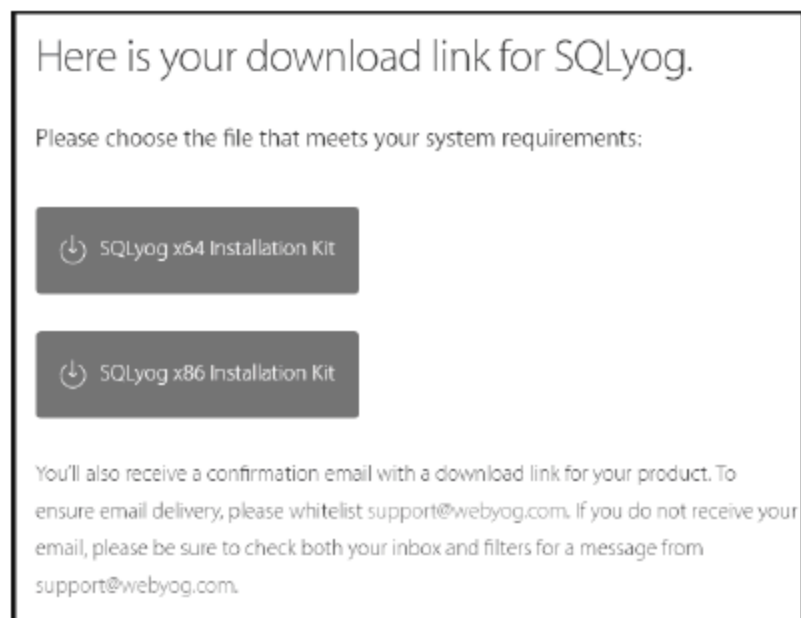 Here is your download link for SQLyog.
Please choose the file that meets your system requirements:
SQLyog x64 Installation Kit
SQLyog x86 Installation Kit
You'll also receive a confirmation email with a download link for your product. To
ensure email delivery, please whitelist support@webyog.com. If you do not receive your
email, please be sure to check both your inbox and filters for a message from
support@webyog.com.